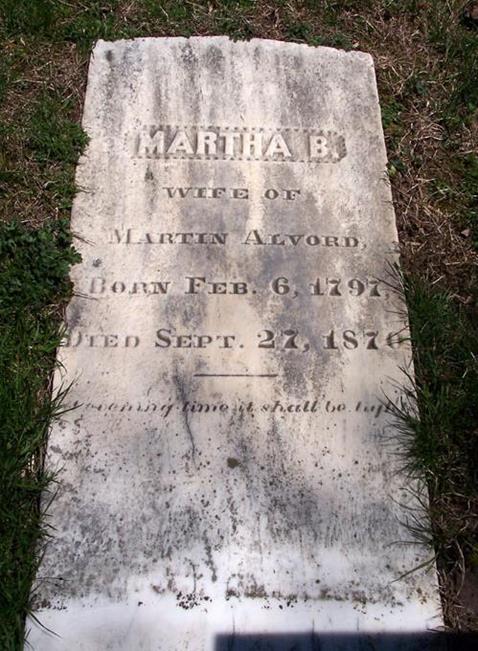 MARTHA B.
WIFE OF
MARTIN ALVORD,
BORN FEB. 6, 1797,
DIED SEPT. 27,
evening time it shall be